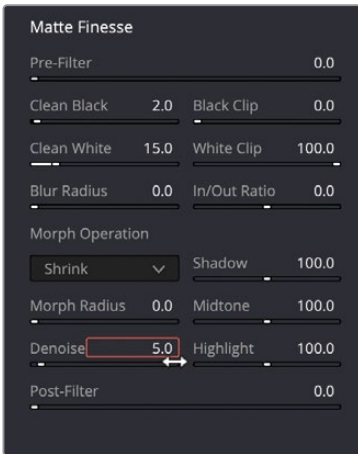 Matte Finesse
Pre-Filter 0.0
Clean Black 2.0 Black Clip 0.0
Clean White 15.0 White Clip 100.0
Blur Radius 0.0 In/Out Ratio 0.0
Morph Operation
Shrink Shadow 100.0
Morph Radius 0.0 Midtone 100.0
Denoise 5.0 Highlight 100.0
Post-Filter 0.0